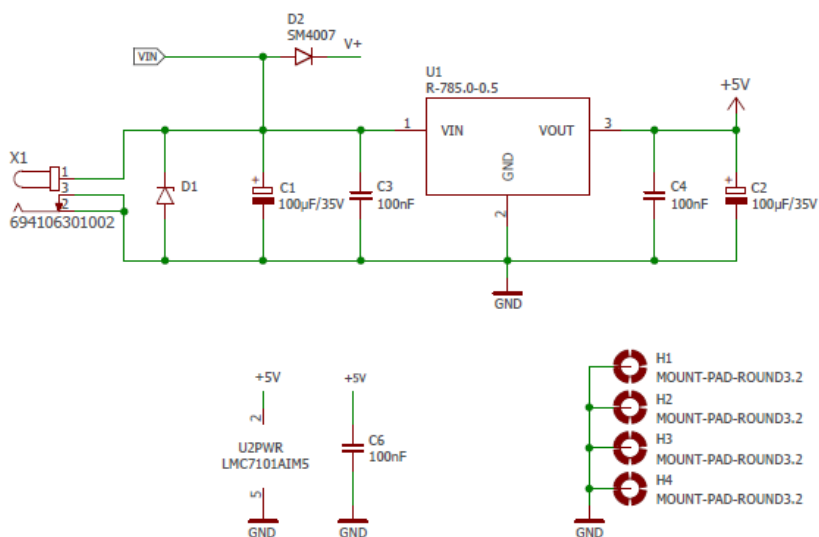 D2
SM4007
VIN
V+
U1
R-785.0-0.5
+5V
1
VIN
VOUT
3
GND
2
X1
1
3
2
694106301002
D1
+
C1
100µF/35V
C3
100nF
C4
100nF
+
C2
100µF/35V
GND
+5V
2
U2PWR
LMC7101AIM5
5
GND
+5V
C6
100nF
GND
H1
MOUNT-PAD-ROUND3.2
H2
MOUNT-PAD-ROUND3.2
H3
MOUNT-PAD-ROUND3.2
H4
MOUNT-PAD-ROUND3.2
GND